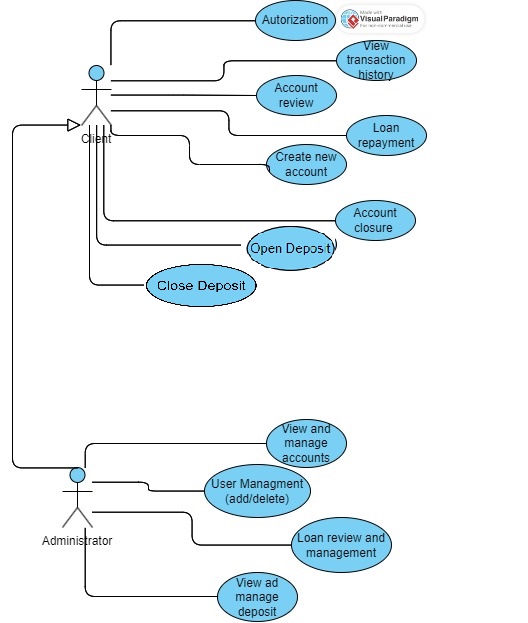 Autorizatiom
Made with
Visual Paradigm
For non-commercial use
View
transaction
history
Account
review
Client
Loan
repayment
Create new
account
Account
closure
Open Deposit
Close Deposit
View and
manage
accounts
User Managment
(add/delete)
Administrator
Loan review and
management
View ad
manage
deposit